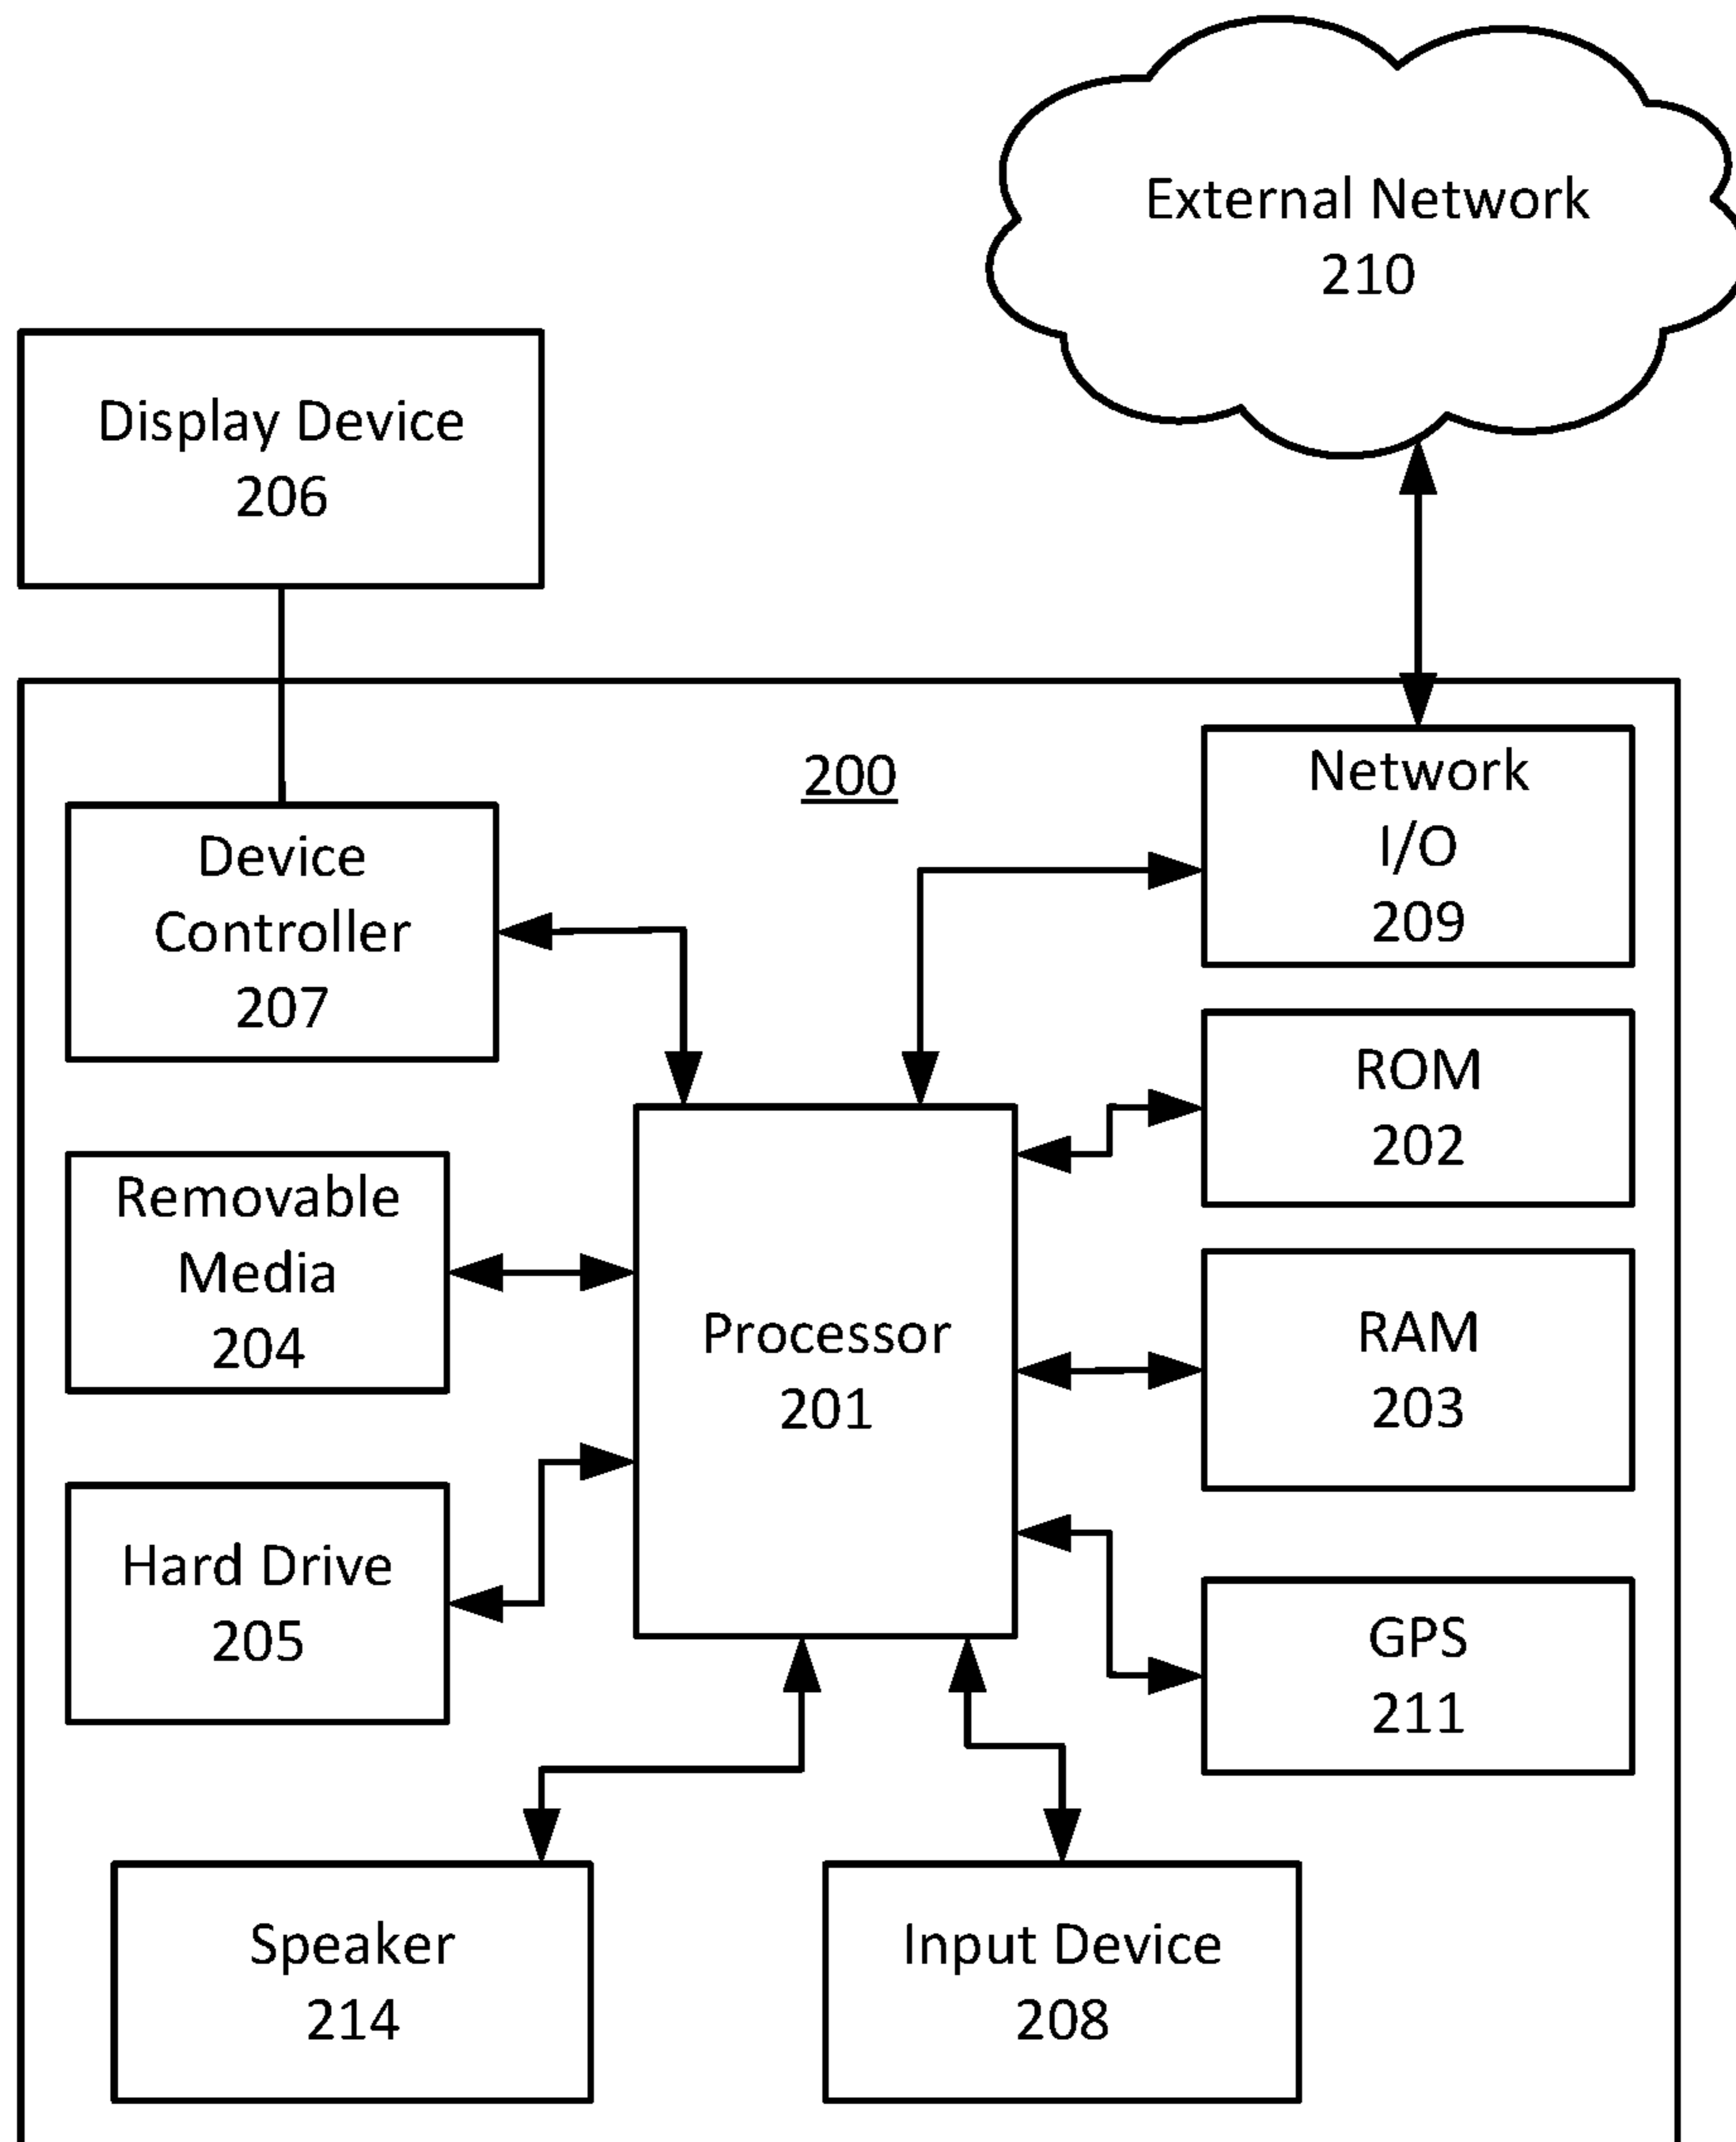 External Network
210
Display Device
206
200
Network
I/O
209
Device
Controller
207
ROM
202
Removable
Media
204
Processor
201
RAM
203
Hard Drive
205
GPS
211
Speaker
214
Input Device
208